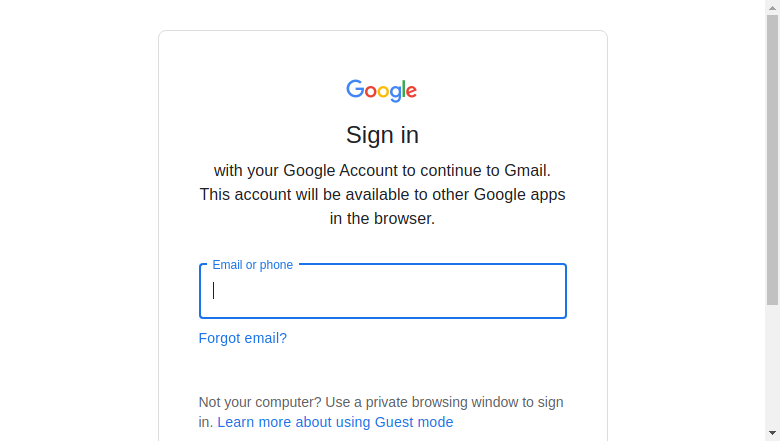 Google
Sign in
with your Google Account to continue to Gmail.
This account will be available to other Google apps
in the browser.
Email or phone
Forgot email?
Not your computer? Use a private browsing window to sign
in. Learn more about using Guest mode